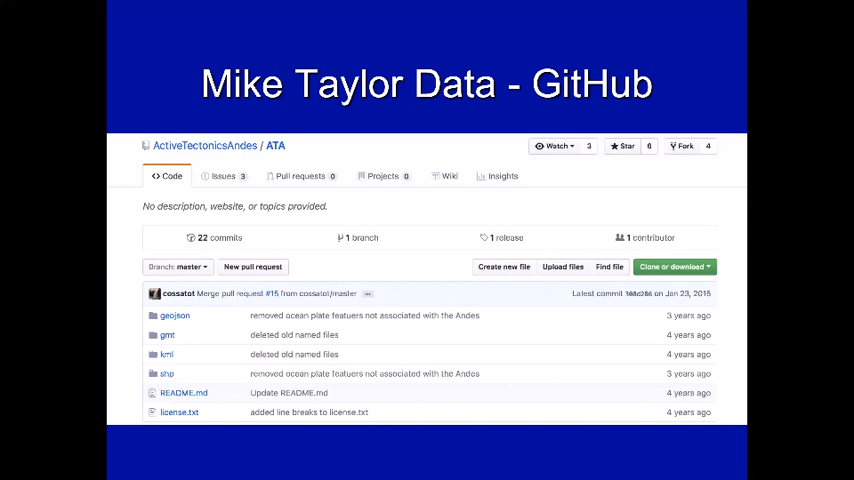 Mike Taylor Data - GitHub
ActiveTectonicsAndes / ATA
Watch 3 Star 6 Fork 4
Code Issues 3 Pull requests 0 Projects 0 Wiki Insights
No description, website, or topics provided.
22 commits 1 branch 1 release 1 contributor
Branch: master New pull request Create new file Upload files Find file Clone or download
cossatot Merge pull request #15 from cossatot/master … Latest commit on Jan 23, 2015
geojson removed ocean plate featuers not associated with the Andes 3 years ago
gmt deleted old named files 4 years ago
kml deleted old named files 4 years ago
shp removed ocean plate featuers not associated with the Andes 3 years ago
README.md Update README.md 4 years ago
license.txt added line breaks to license.txt 4 years ago